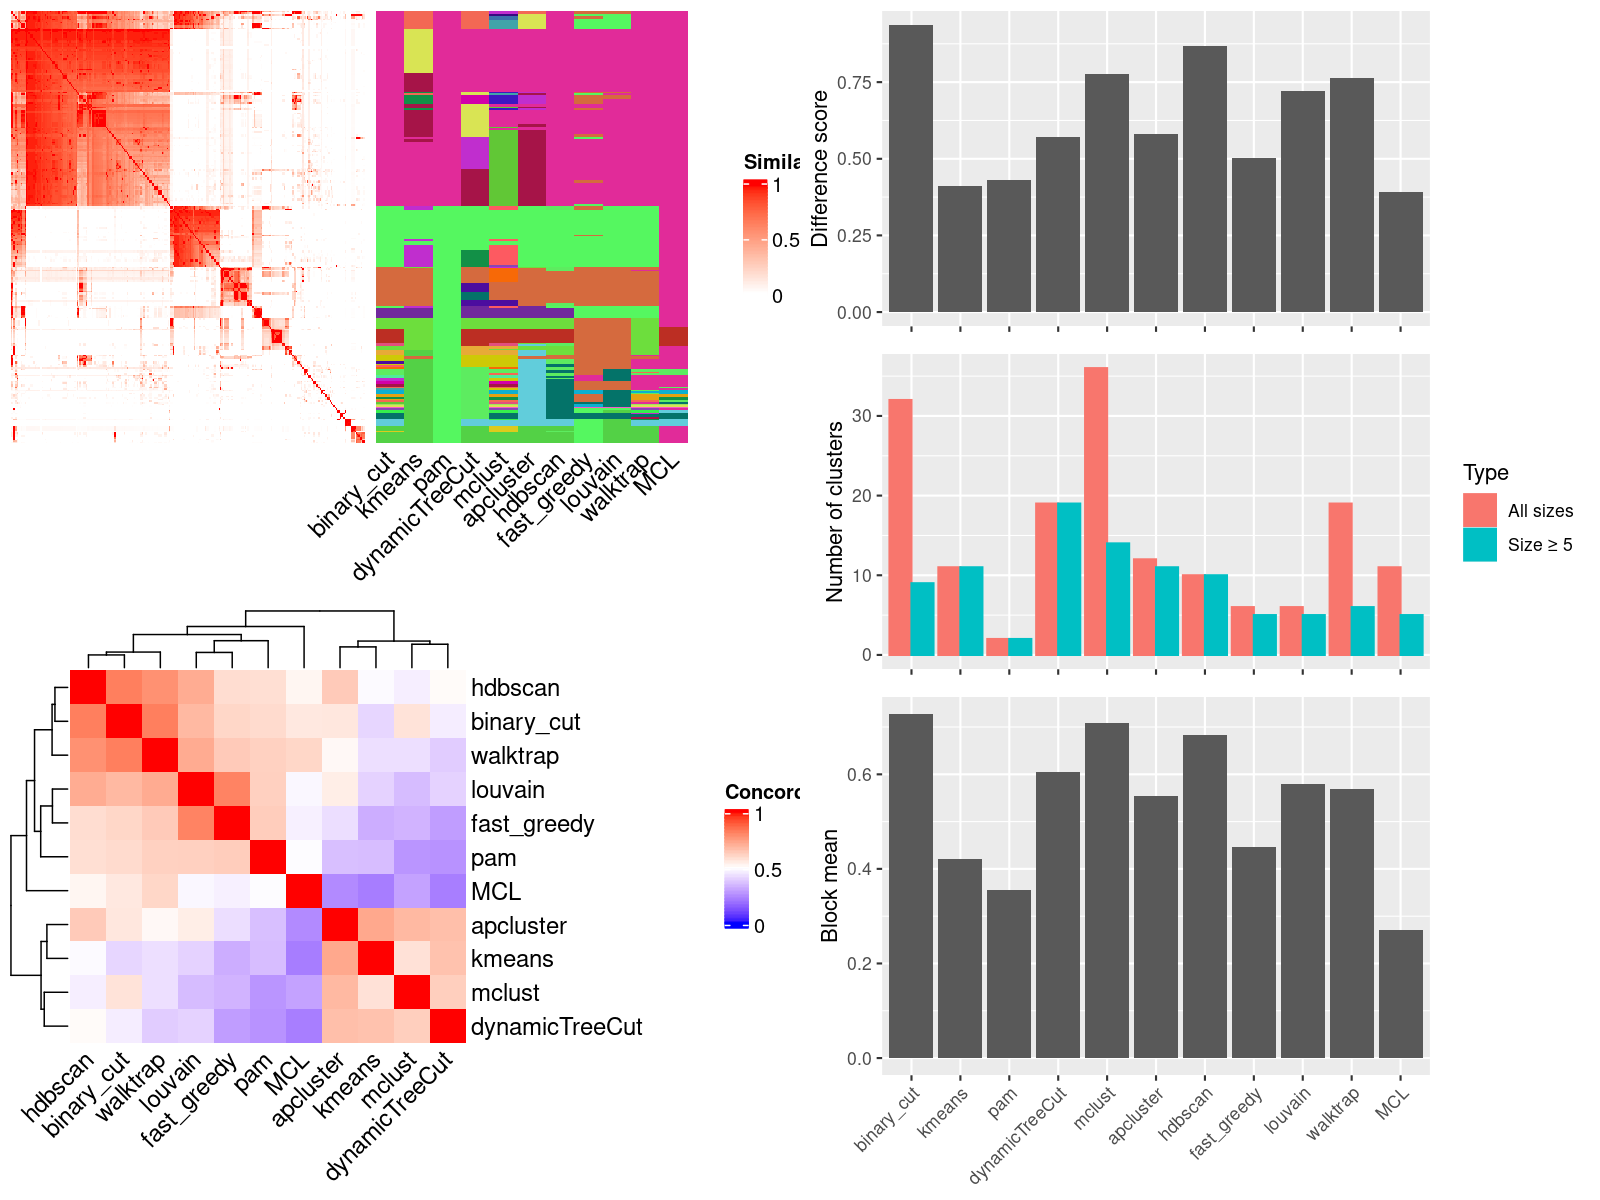 Simila
1
0.5
0
binary_cut
kmeans
pam
dynamicTreeCut
mclust
apcluster
hdbscan
fast_greedy
louvain
walktrap
MCL
hdbscan
binary_cut
walktrap
louvain
fast_greedy
pam
MCL
apcluster
kmeans
mclust
dynamicTreeCut
Concord
1
0.5
0
hdbscan
binary_cut
walktrap
louvain
fast_greedy
pam
MCL
apcluster
kmeans
mclust
dynamicTreeCut
Difference score
0.75
0.50
0.25
0.00
Number of clusters
30
20
10
0
Type
All sizes
Size ≥ 5
Block mean
0.6
0.4
0.2
0.0
binary_cut
kmeans
pam
dynamicTreeCut
mclust
apcluster
hdbscan
fast_greedy
louvain
walktrap
MCL